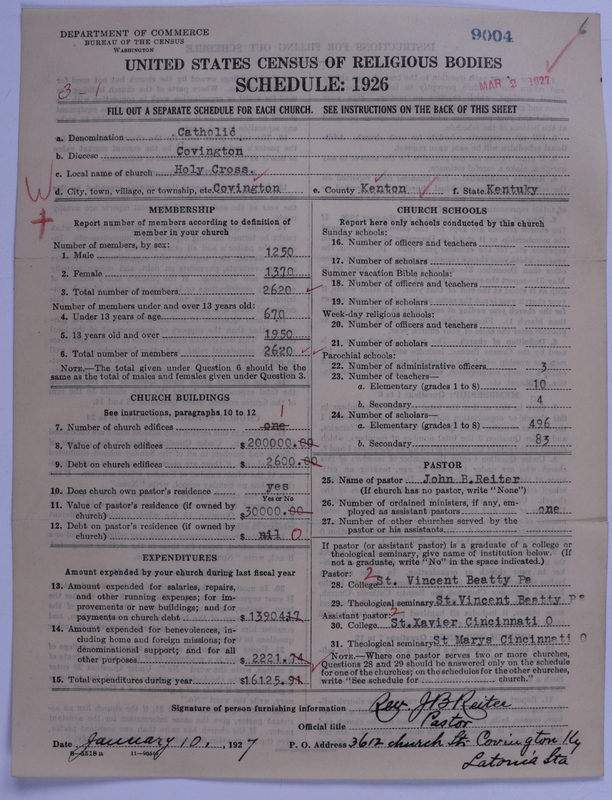 DEPARTMENT OF COMMERCE
BUREAU OF THE CENSUS
WASHINGTON
9004
6
UNITED STATES CENSUS OF RELIGIOUS BODIES
SCHEDULE: 1926
3-1
MAR 2 1927
FILL OUT A SEPARATE SCHEDULE FOR EACH CHURCH. SEE INSTRUCTIONS ON THE BACK OF THIS SHEET
a. Denomination Catholic
b. Diocese Covington
c. Local name of church Holy Cross.
d. City, town, village, or township, etc. Covington e. County Kenton f. State Kentuky
W
+
MEMBERSHIP
Report number of members according to definition of
member in your church
Number of members, by sex:
1. Male 1250
2. Female 1370
3. Total number of members 2620
Number of members under and over 13 years old:
4. Under 13 years of age 670
5. 13 years old and over 1950
6. Total number of members 2620
NOTE.—The total given under Question 6 should be the
same as the total of males and females given under Question 3.
CHURCH BUILDINGS
See instructions, paragraphs 10 to 12
1
7. Number of church edifices one
8. Value of church edifices $200000.00
9. Debt on church edifices $2600.00
10. Does church own pastor's residence yes
Yes or No
11. Value of pastor's residence (if owned by
church) $30000.00
12. Debt on pastor's residence (if owned by
church) $ nil 0
EXPENDITURES
Amount expended by your church during last fiscal year
13. Amount expended for salaries, repairs,
and other running expenses; for im-
provements or new buildings; and for
payments on church debt $13904.17
14. Amount expended for benevolences, in-
cluding home and foreign missions; for
denominational support; and for all
other purposes $2221.74
15. Total expenditures during year $16125.91
CHURCH SCHOOLS
Report here only schools conducted by this church
Sunday schools:
16. Number of officers and teachers
17. Number of scholars
Summer vacation Bible schools:
18. Number of officers and teachers
19. Number of scholars
Week-day religious schools:
20. Number of officers and teachers
21. Number of scholars
Parochial schools:
22. Number of administrative officers 3
23. Number of teachers—
a. Elementary (grades 1 to 8) 10
b. Secondary 4
24. Number of scholars—
a. Elementary (grades 1 to 8) 496
b. Secondary 83
PASTOR
25. Name of pastor John B.Reiter
(If church has no pastor, write "None")
26. Number of ordained ministers, if any, em-
ployed as assistant pastors one
27. Number of other churches served by the
pastor or his assistants
If pastor (or assistant pastor) is a graduate of a college or
theological seminary, give name of institution below. (If
not a graduate, write "No" in the space indicated.)
Pastor: 2
28. College St. Vincent Beatty Pa
29. Theological seminary St.Vincent Beatty Pa
Assistant pastor: 2
30. College St.Xavier Cincinnati O
31. Theological seminary St Marys Cincinnati O
NOTE.—Where one pastor serves two or more churches,
Questions 28 and 29 should be answered only on the schedule
for one of the churches; on the schedules for the other churches,
write "See schedule for ........ church."
Signature of person furnishing information Rev. J B Reiter
Official title Pastor
Date January 10, 1927 P. O. Address 3612 church St. Covington Ky
Latonia Sta
8—5518 a